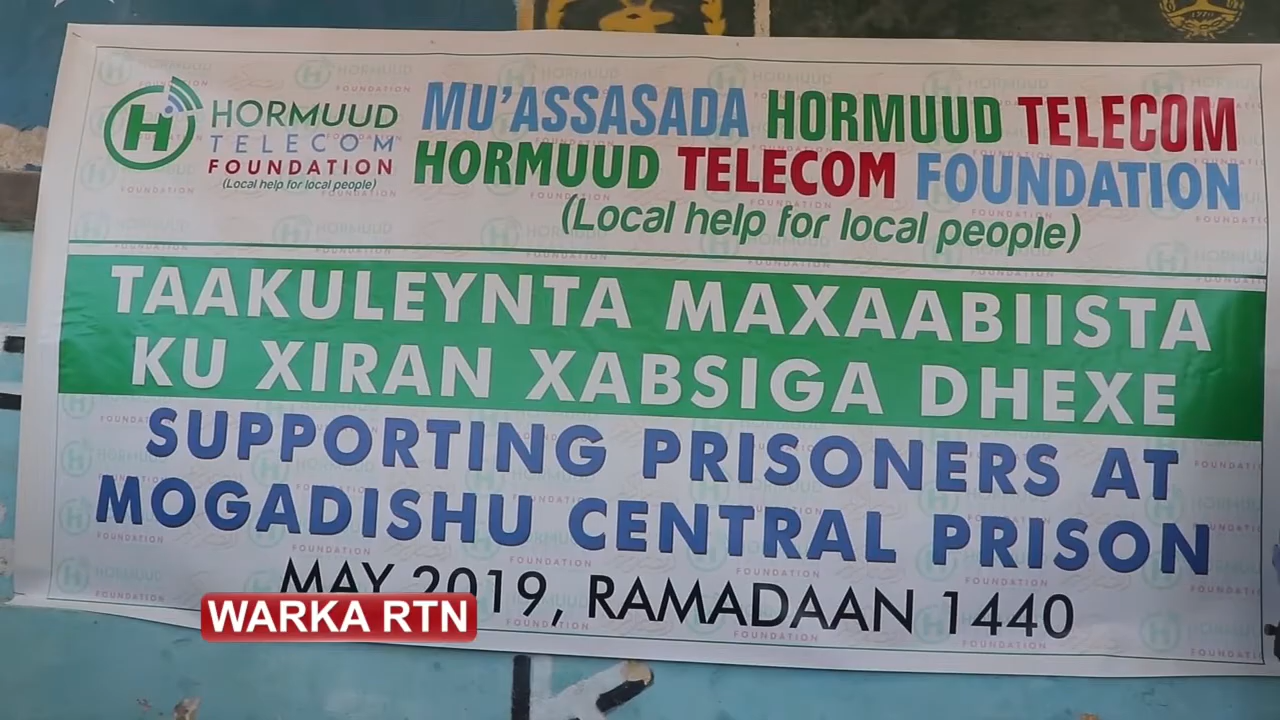 HORMUUD
TELECOM
FOUNDATION
(Local help for local people)
MU'ASSASADA HORMUUD TELECOM
HORMUUD TELECOM FOUNDATION
(Local help for local people)
TAAKULEYNTA MAXAABIISTA
KU XIRAN XABSIGA DHEXE
SUPPORTING PRISONERS AT
MOGADISHU CENTRAL PRISON
MAY 2019, RAMADAAN 1440
WARKA RTN